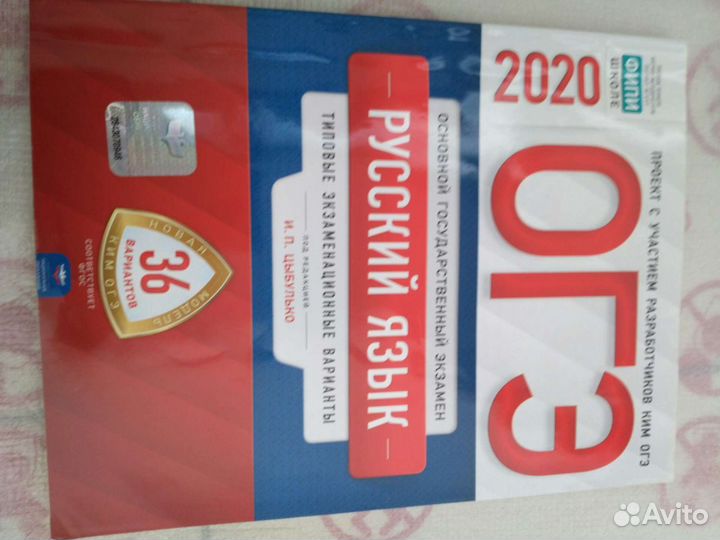 2020
ФИПИ
ШКОЛЕ
ПРОЕКТ С УЧАСТИЕМ РАЗРАБОТЧИКОВ КИМ ОГЭ
ОГЭ
ОСНОВНОЙ ГОСУДАРСТВЕННЫЙ ЭКЗАМЕН
РУССКИЙ ЯЗЫК
ТИПОВЫЕ ЭКЗАМЕНАЦИОННЫЕ ВАРИАНТЫ
ПОД РЕДАКЦИЕЙ
И. П. ЦЫБУЛЬКО
НОВАЯ МОДЕЛЬ
36
ВАРИАНТОВ
КИМ ОГЭ
СООТВЕТСТВУЕТ
ФГОС
Avito